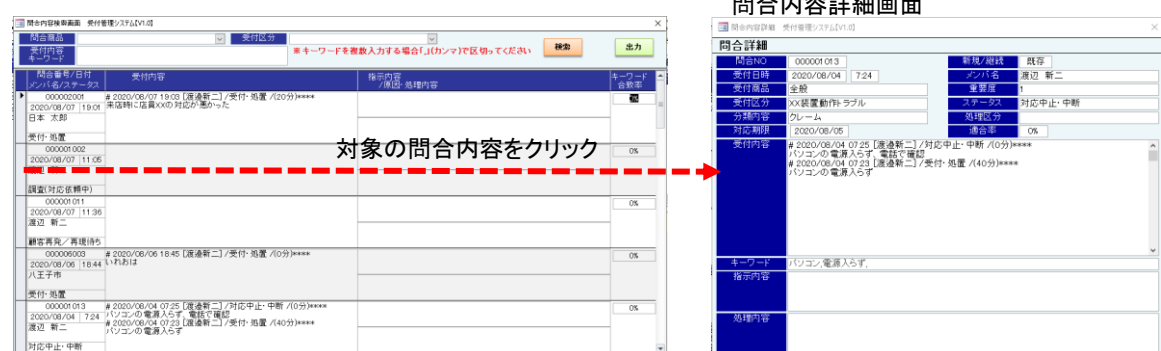 問合内容詳細画面
問合内容検索画面 受付管理システム[V1.0]
問合商品
受付区分
受付内容
キーワード
※キーワードを複数入力する場合「,」(カンマ)で区切ってください
検索
出力
問合番号/日付
メンバ名/ステータス
受付内容
指示内容
/原因・処理内容
キーワード
合致率
000002001
2020/08/07 19:01
日本 太郎
受付・処置
# 2020/08/07 19:03 [渡邊新二] /受付・処置 /(20分)****
来店時に店員XXの対応が悪かった
000001002
2020/08/07 11:05
調査(対応依頼中)
0%
対象の問合内容をクリック
000001011
2020/08/07 11:36
渡辺 新二
顧客再発/再現待ち
0%
000006003
2020/08/06 18:44
八王子市
受付・処置
# 2020/08/06 18:45 [渡邊新二] /受付・処置 /(0分)****
いれおは
0%
000001013
2020/08/04 7:24
渡辺 新二
対応中止・中断
# 2020/08/04 07:25 [渡邊新二] /対応中止・中断 /(0分)****
パソコンの電源入らず、電話で確認
# 2020/08/04 07:23 [渡邊新二] /受付・処置 /(40分)****
パソコンの電源入らず
0%
問合内容詳細 受付管理システム[V1.0]
問合詳細
問合NO 000001013 新規/継続 既存
受付日時 2020/08/04 7:24 メンバ名 渡辺 新二
受付商品 全般 重要度 1
受付区分 XX装置動作トラブル ステータス 対応中止・中断
分類内容 クレーム 処理区分
対応期限 2020/08/05 適合率 0%
受付内容
# 2020/08/04 07:25 [渡邊新二] /対応中止・中断 /(0分)****
パソコンの電源入らず、電話で確認
# 2020/08/04 07:23 [渡邊新二] /受付・処置 /(40分)****
パソコンの電源入らず
キーワード パソコン,電源入らず,
指示内容
処理内容